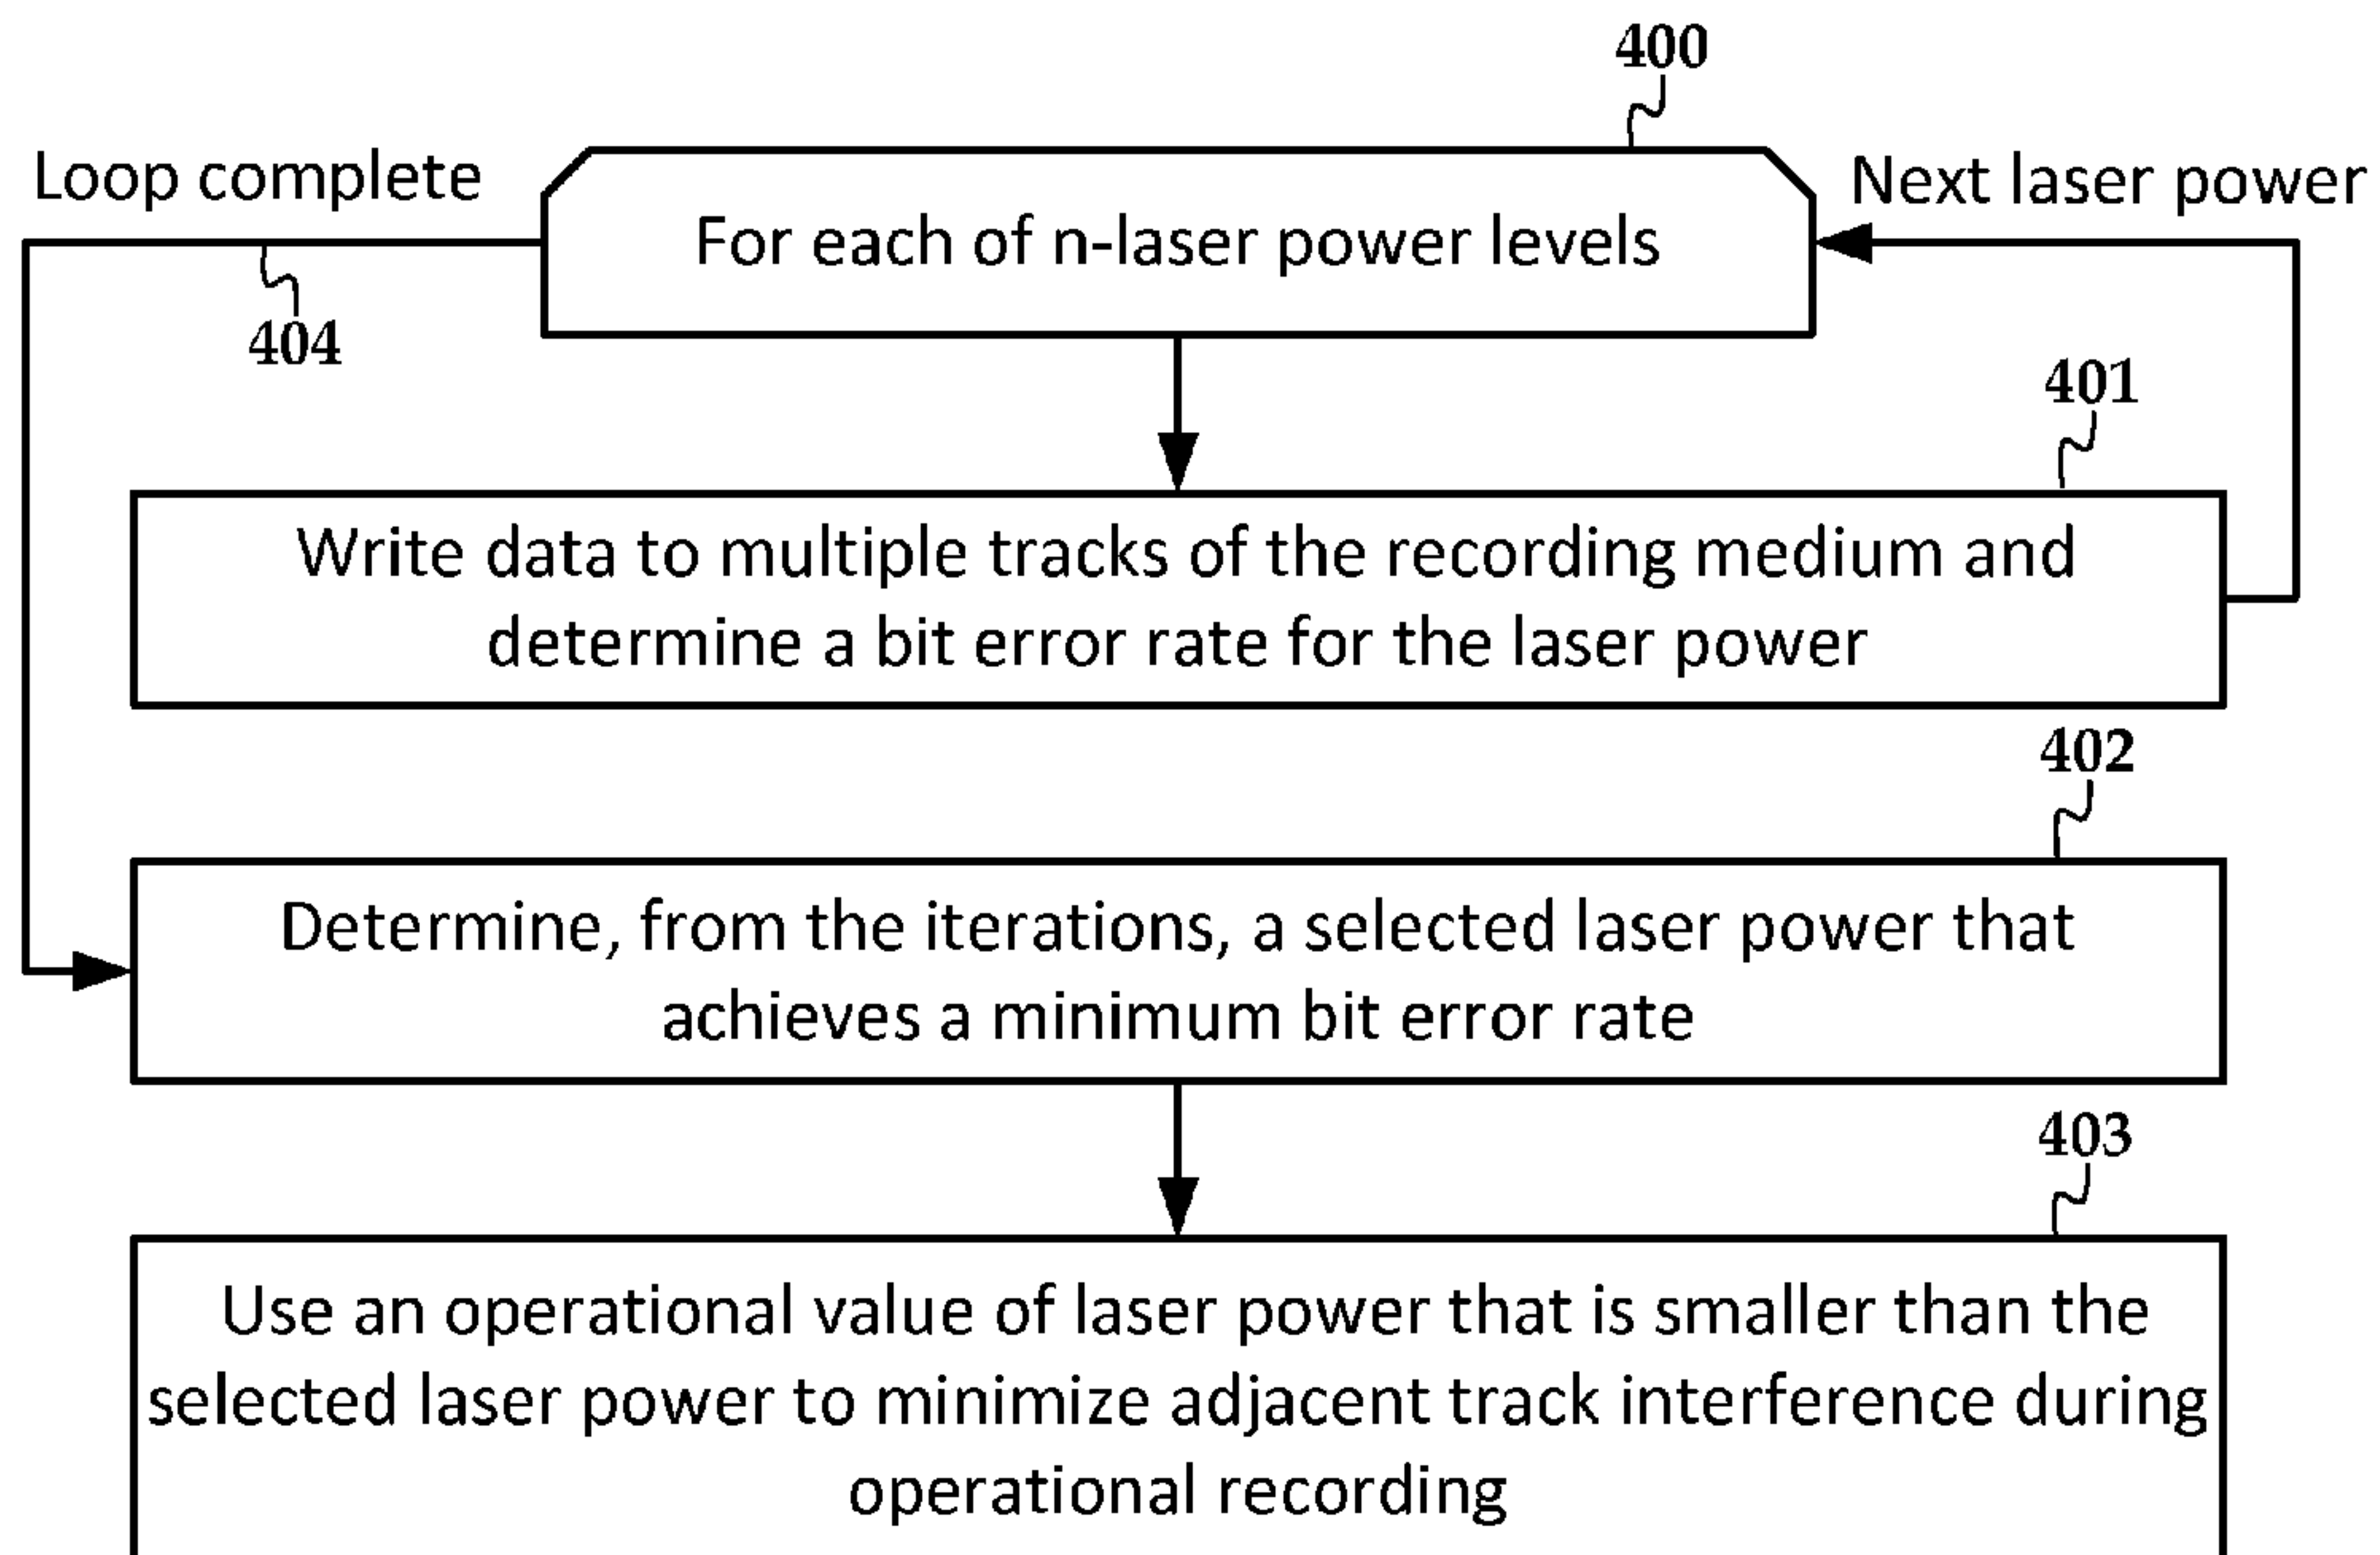 400
Loop complete
Next laser power
For each of n-laser power levels
404
401
Write data to multiple tracks of the recording medium and
determine a bit error rate for the laser power
402
Determine, from the iterations, a selected laser power that
achieves a minimum bit error rate
403
Use an operational value of laser power that is smaller than the
selected laser power to minimize adjacent track interference during
operational recording